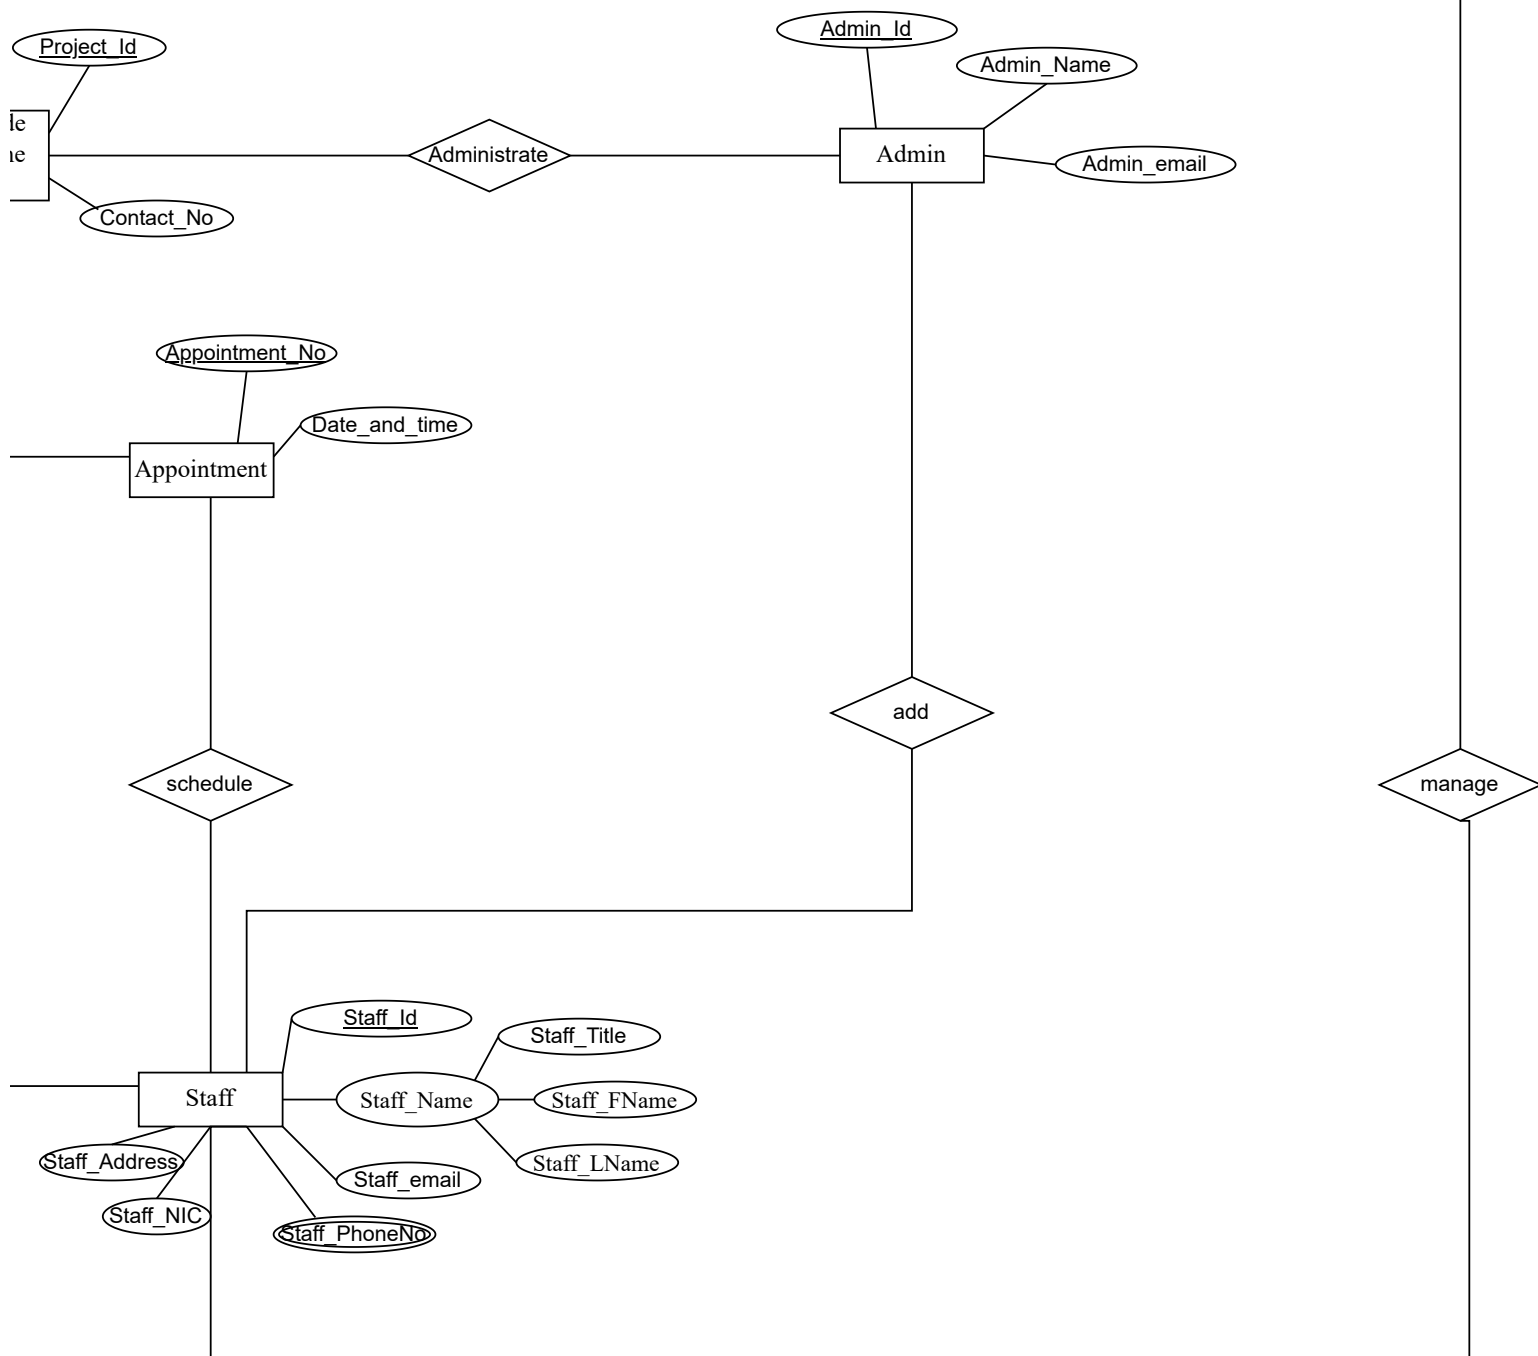 Admin_Id
Project_Id
Admin_Name
Administrate
Admin
Admin_email
Contact_No
Appointment_No
Date_and_time
Appointment
add
schedule
manage
Staff_Id
Staff_Title
Staff
Staff_Name
Staff_FName
Staff_Address
Staff_LName
Staff_email
Staff_NIC
Staff_PhoneNo